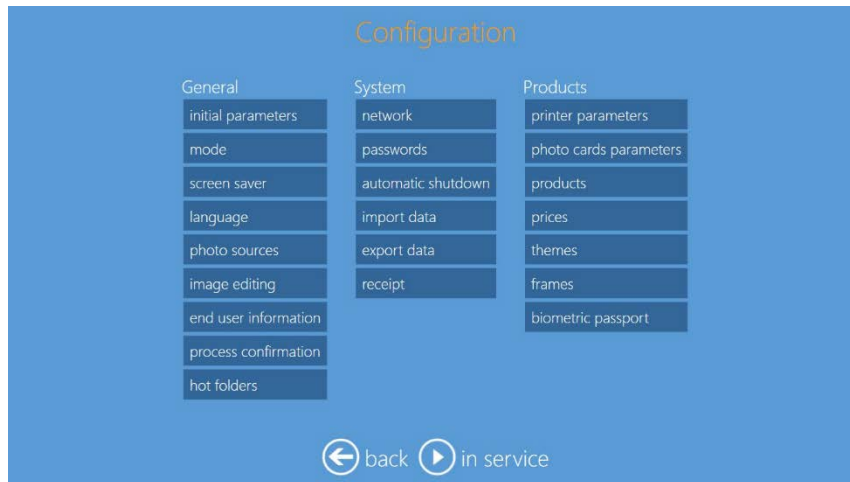 Configuration
General
initial parameters
mode
screen saver
language
photo sources
image editing
end user information
process confirmation
hot folders
System
network
passwords
automatic shutdown
import data
export data
receipt
Products
printer parameters
photo cards parameters
products
prices
themes
frames
biometric passport
back
in service